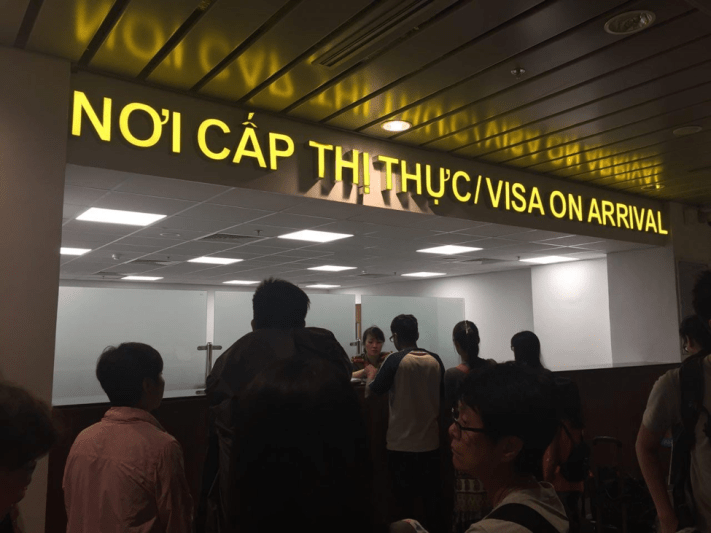 NƠI CẤP THỊ THỰC/VISA ON ARRIVAL